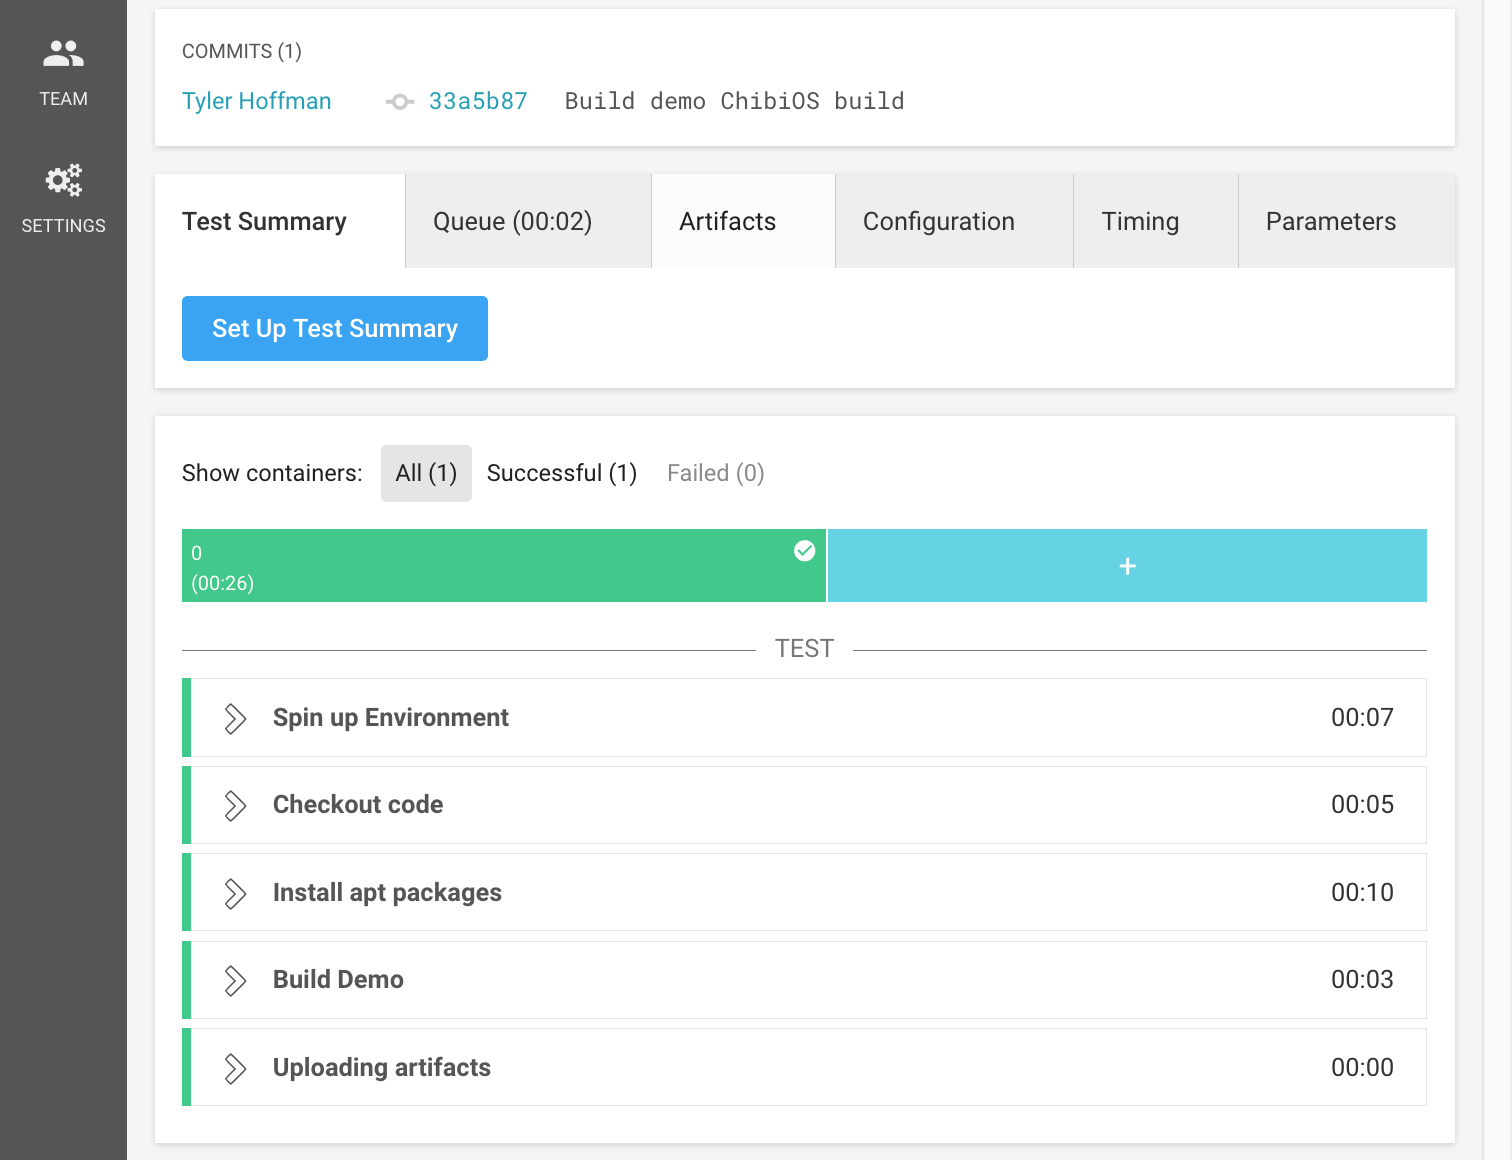 TEAM
SETTINGS
COMMITS (1)
Tyler Hoffman 33a5b87 Build demo ChibiOS build
Test Summary Queue (00:02) Artifacts Configuration Timing Parameters
Set Up Test Summary
Show containers: All (1) Successful (1) Failed (0)
0
(00:26)
+
TEST
Spin up Environment 00:07
Checkout code 00:05
Install apt packages 00:10
Build Demo 00:03
Uploading artifacts 00:00